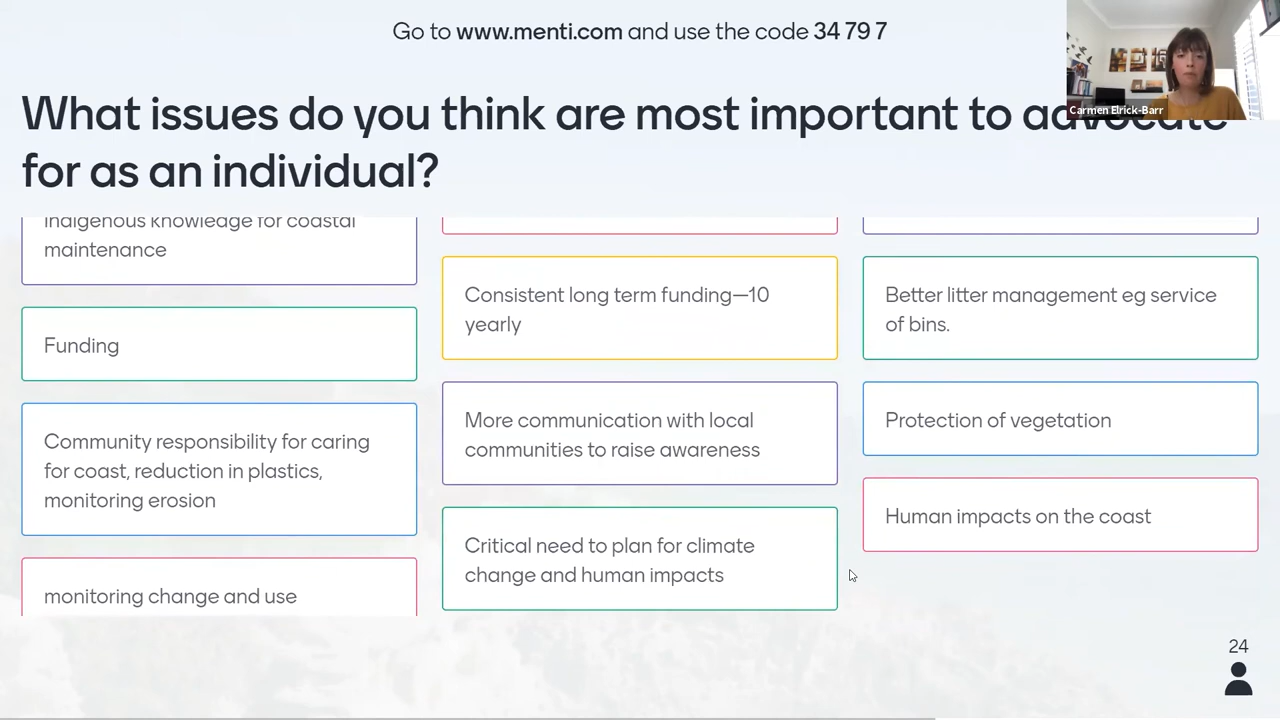 Go to www.menti.com and use the code 34 79 7
Carmen Elrick-Barr
What issues do you think are most important to advocate
for as an individual?
Indigenous knowledge for coastal
maintenance
Funding
Community responsibility for caring
for coast, reduction in plastics,
monitoring erosion
monitoring change and use
Consistent long term funding—10
yearly
More communication with local
communities to raise awareness
Critical need to plan for climate
change and human impacts
Better litter management eg service
of bins.
Protection of vegetation
Human impacts on the coast
24